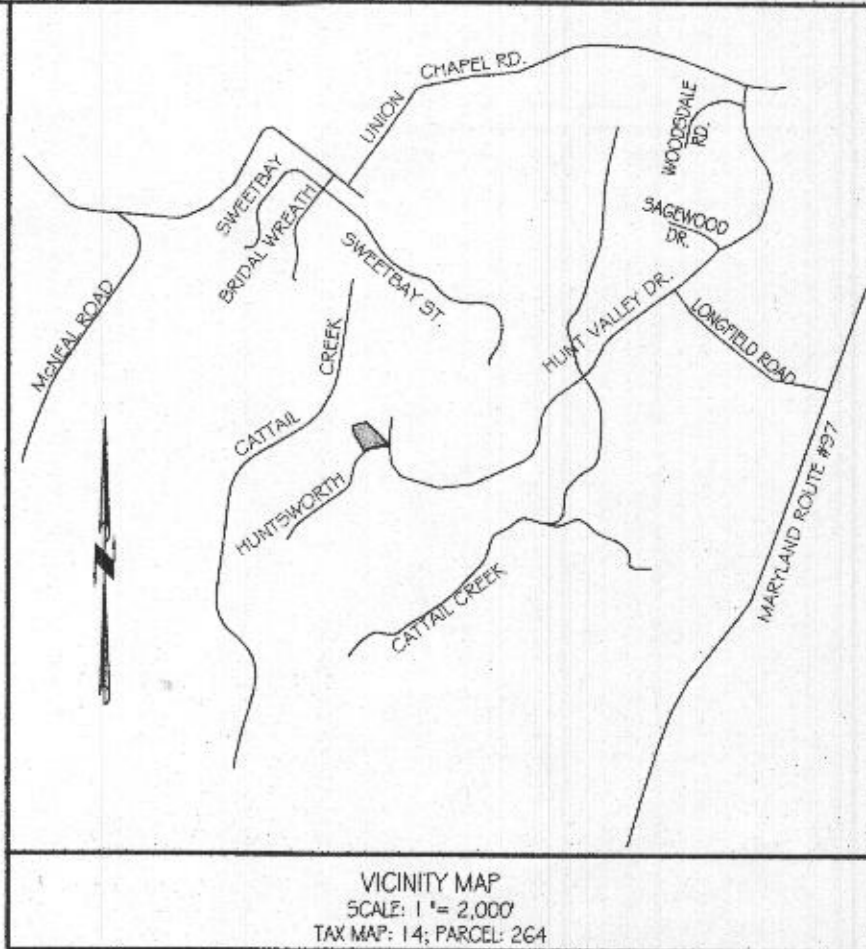 CHAPEL RD.
UNION
WOODSDALE
RD.
SWEETBAY
BRIDAL WREATH
SAGEWOOD
DR.
SWEETBAY ST.
McNEAL ROAD
HUNT VALLEY DR.
LONGFIELD ROAD
CREEK
CATTAIL
HUNTSWORTH
MARYLAND ROUTE #97
CATTAIL CREEK
N
VICINITY MAP
SCALE: 1 "= 2,000'
TAX MAP: 14; PARCEL: 264